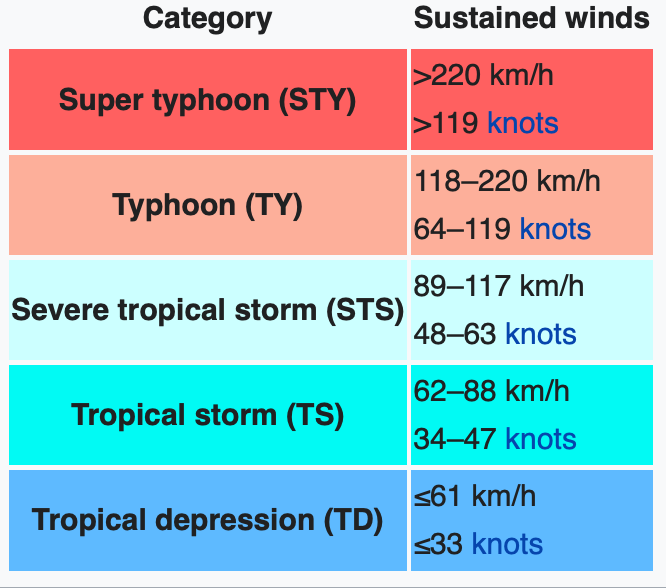 Category Sustained winds
Super typhoon (STY)
>220 km/h
>119 knots
Typhoon (TY)
118–220 km/h
64–119 knots
Severe tropical storm (STS)
89–117 km/h
48–63 knots
Tropical storm (TS)
62–88 km/h
34–47 knots
Tropical depression (TD)
≤61 km/h
≤33 knots